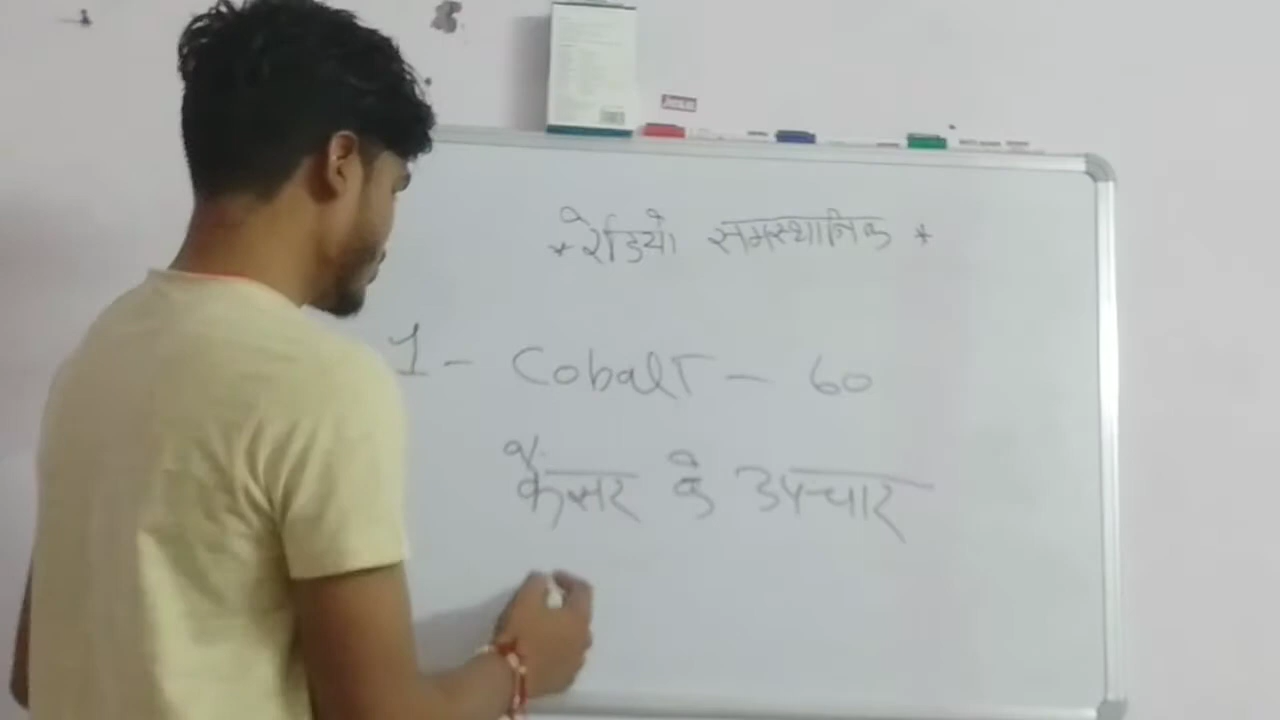 * रेडियो समस्थानिक *
1 - Cobalt - 60
कैंसर के उपचार